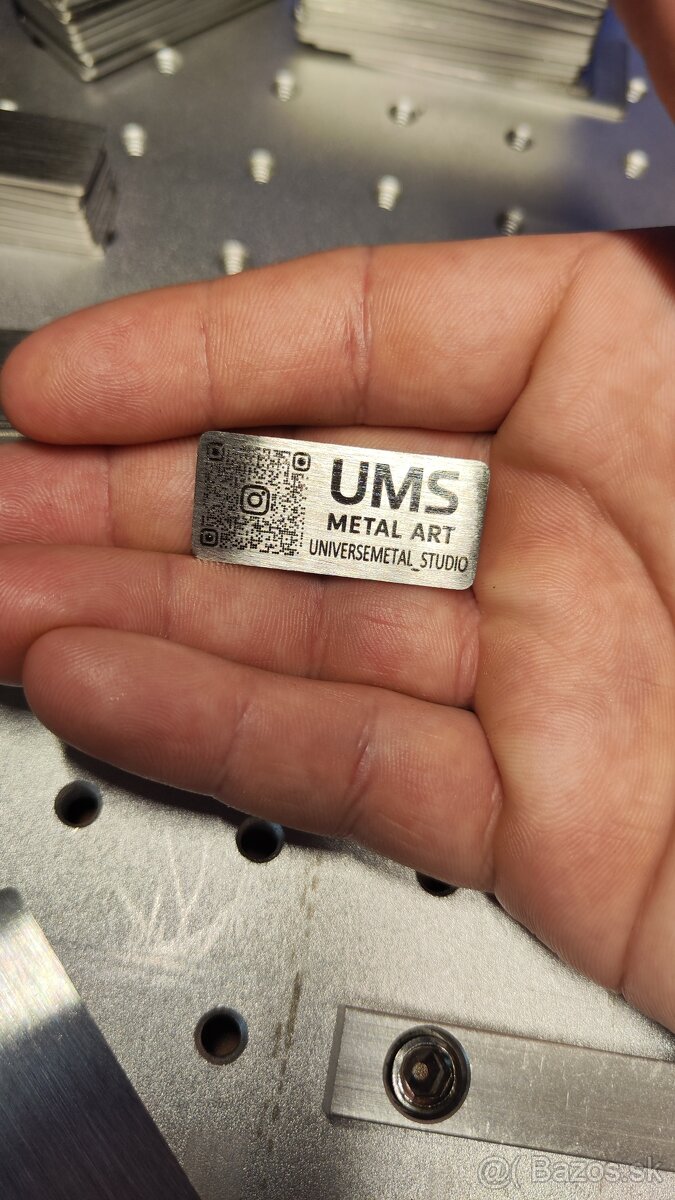 UMS
METAL ART
UNIVERSEMETAL_STUDIO
@( Bazos.sk